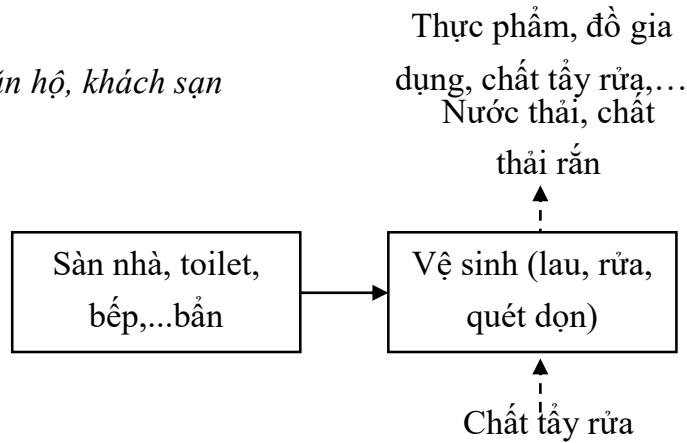 Thực phẩm, đồ gia
hộ, khách sạn
dụng, chất tẩy rửa,…
Nước thải, chất
thải rắn
Sàn nhà, toilet,
bếp,...bẩn
Vệ sinh (lau, rửa,
quét dọn)
Chất tẩy rửa